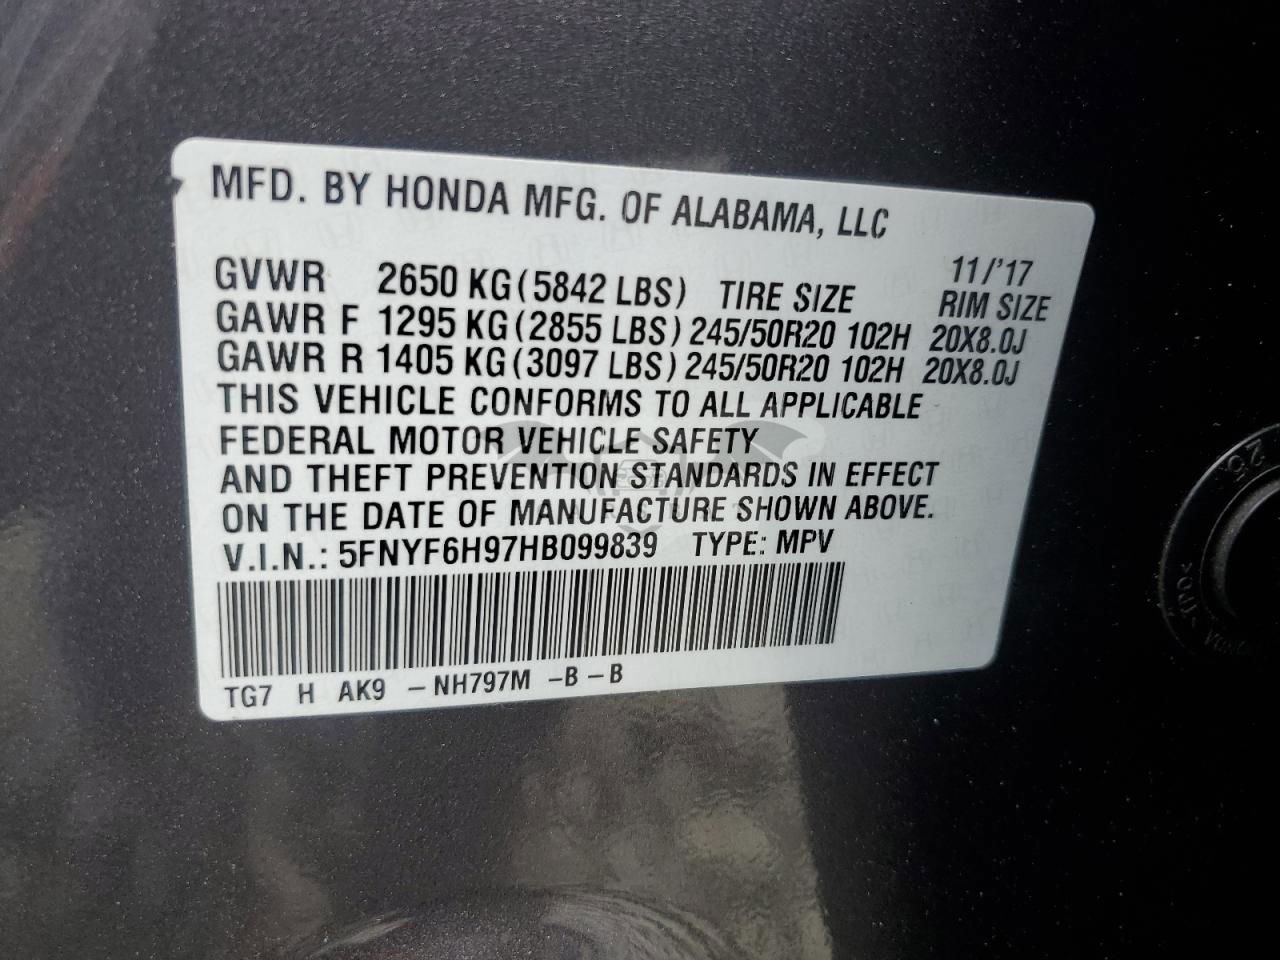 MFD. BY HONDA MFG. OF ALABAMA, LLC
11/'17
GVWR 2650 KG (5842 LBS) TIRE SIZE RIM SIZE
GAWR F 1295 KG (2855 LBS) 245/50R20 102H 20X8.0J
GAWR R 1405 KG (3097 LBS) 245/50R20 102H 20X8.0J
THIS VEHICLE CONFORMS TO ALL APPLICABLE
FEDERAL MOTOR VEHICLE SAFETY
AND THEFT PREVENTION STANDARDS IN EFFECT
ON THE DATE OF MANUFACTURE SHOWN ABOVE.
V.I.N.: 5FNYF6H97HB099839 TYPE: MPV
TG7 H AK9 -NH797M -B-B